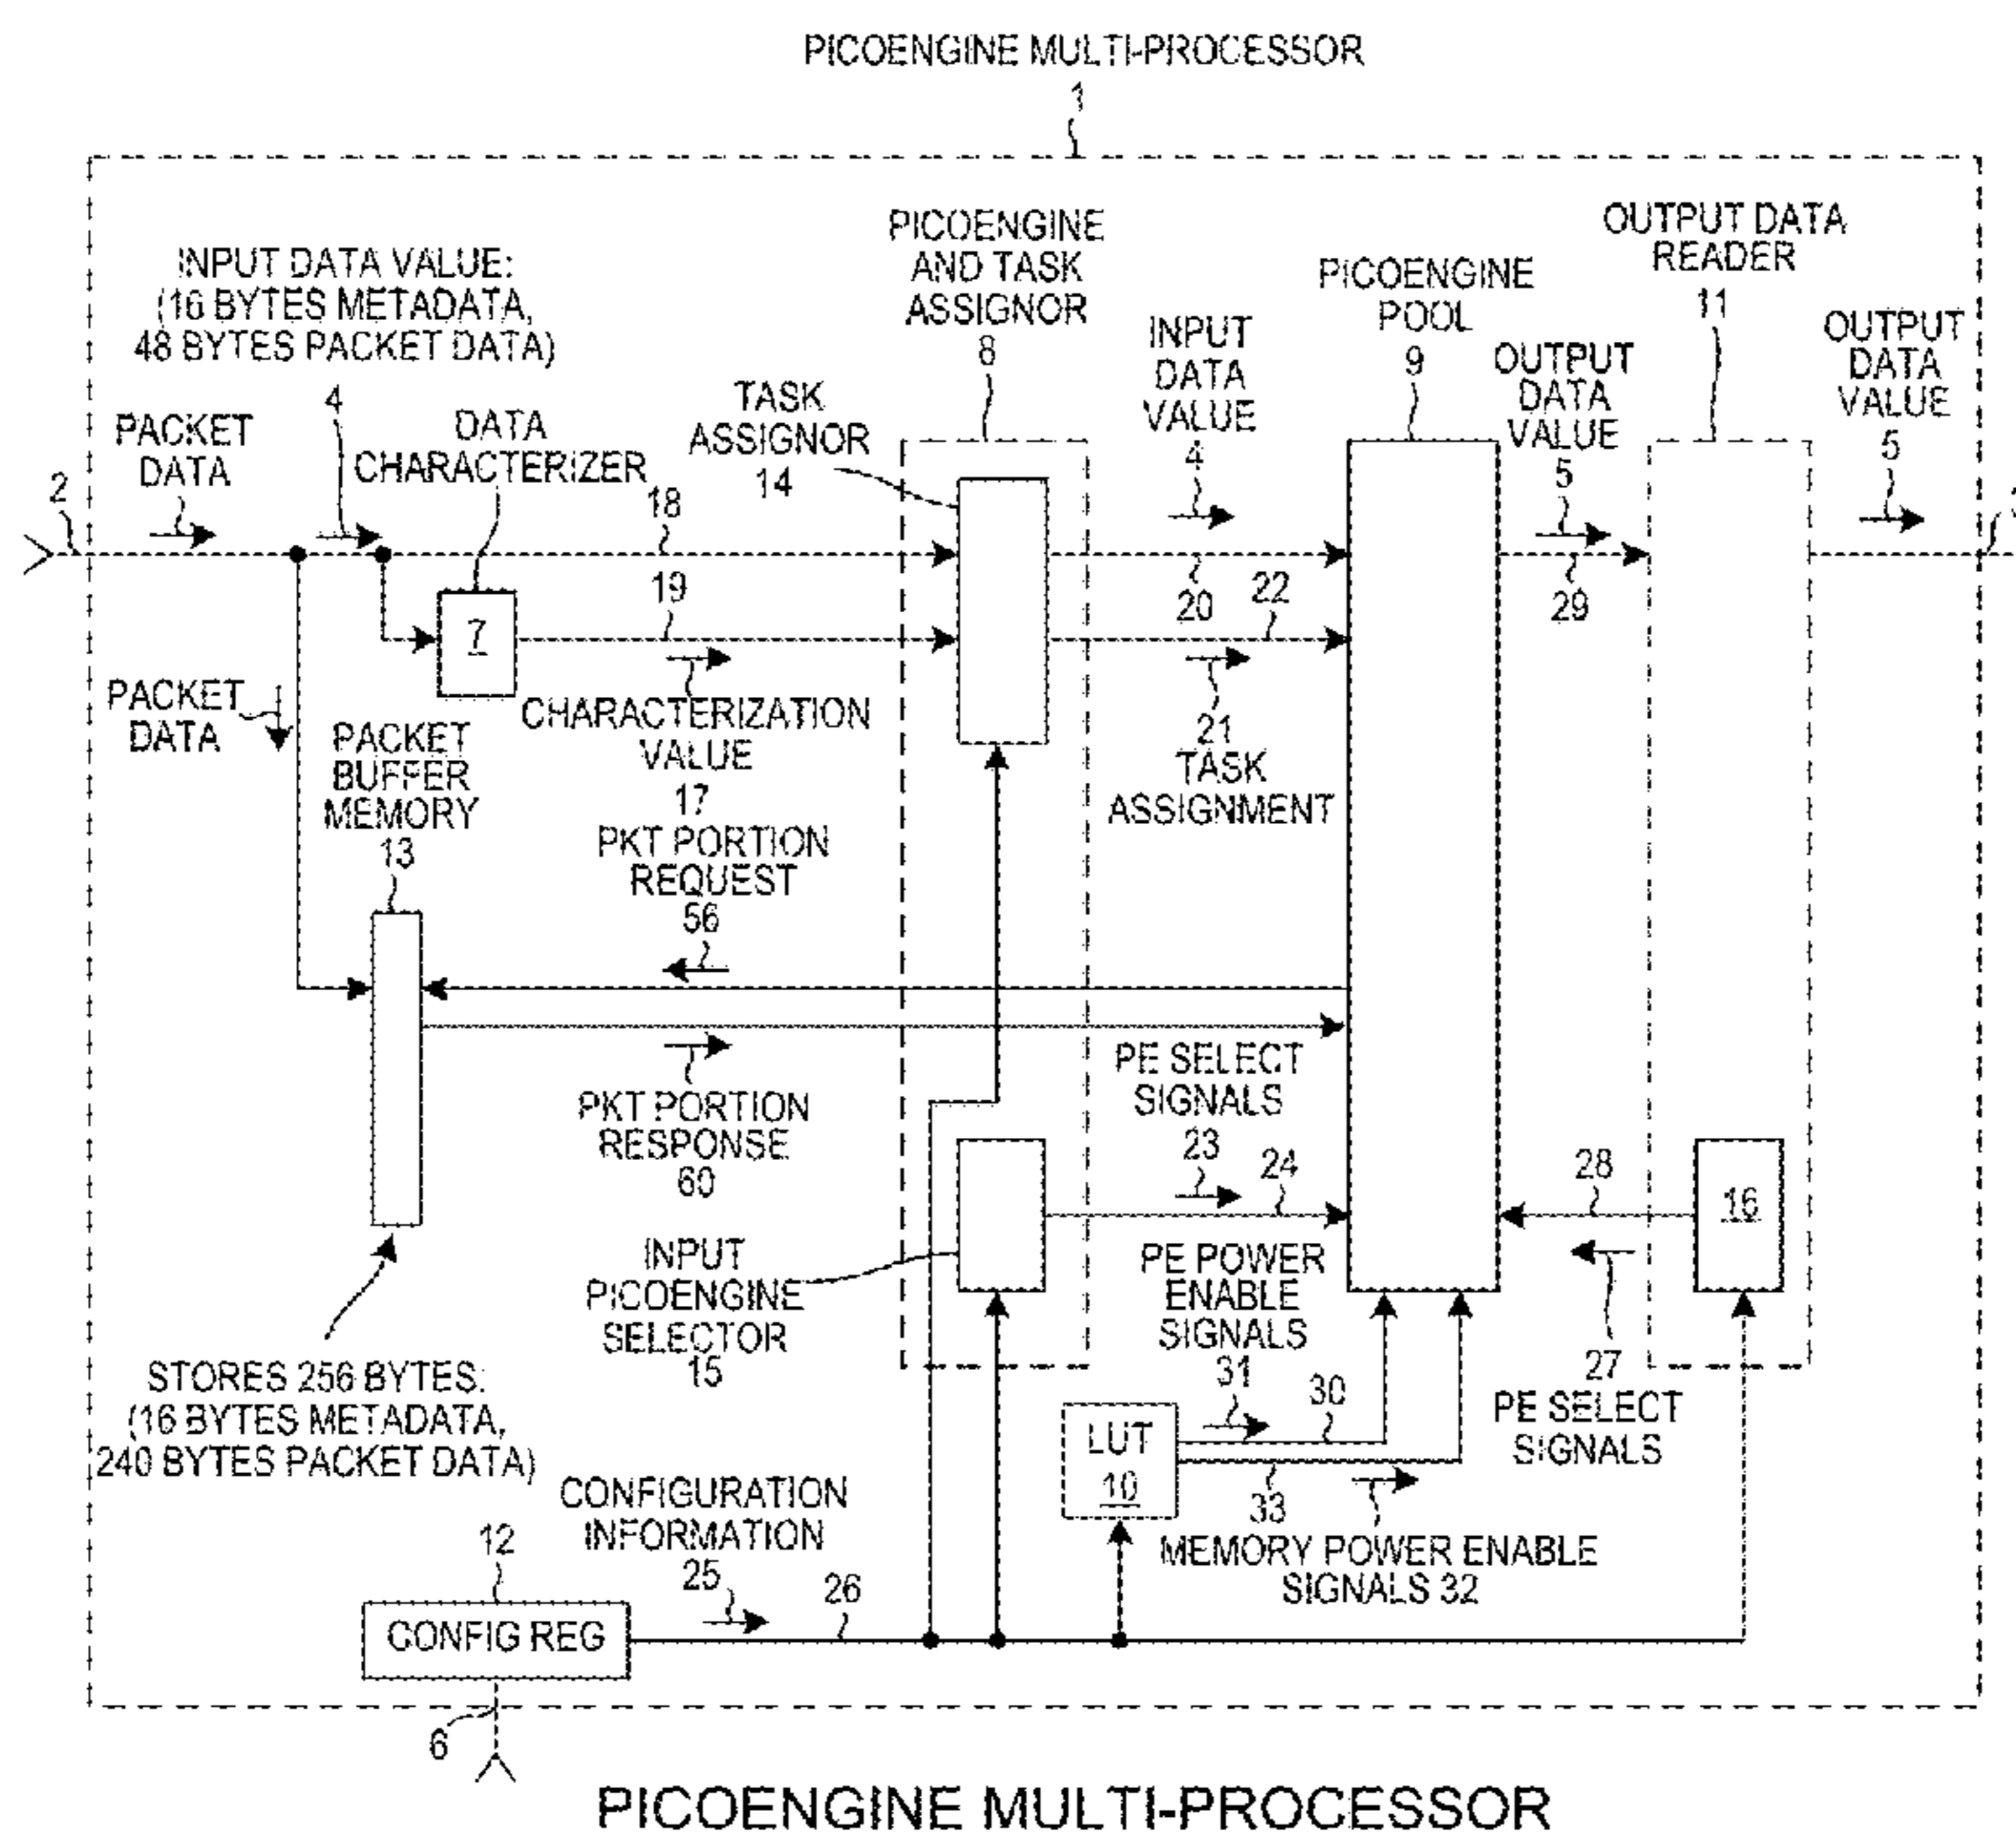 PICOENGINE MULTI-PROCESSOR
1
INPUT DATA VALUE:
(16 BYTES METADATA,
48 BYTES PACKET DATA)
4
PACKET
DATA
2
DATA
CHARACTERIZER
7
TASK
ASSIGNOR
14
PICOENGINE
AND TASK
ASSIGNOR
8
INPUT
DATA
VALUE
4
PICOENGINE
POOL
9
OUTPUT
DATA
VALUE
5
OUTPUT DATA
READER
11
OUTPUT
DATA
VALUE
5
18
19
20
22
29
21
TASK
ASSIGNMENT
CHARACTERIZATION
VALUE
17
PACKET
DATA
PACKET
BUFFER
MEMORY
13
PKT PORTION
REQUEST
56
PKT PORTION
RESPONSE
60
PE SELECT
SIGNALS
23
24
28
16
27
PE SELECT
SIGNALS
INPUT
PICOENGINE
SELECTOR
15
PE POWER
ENABLE
SIGNALS
31
30
LUT
10
33
MEMORY POWER ENABLE
SIGNALS 32
STORES 256 BYTES:
(16 BYTES METADATA,
240 BYTES PACKET DATA)
CONFIGURATION
INFORMATION
25
26
12
CONFIG REG
6
PICOENGINE MULTI-PROCESSOR